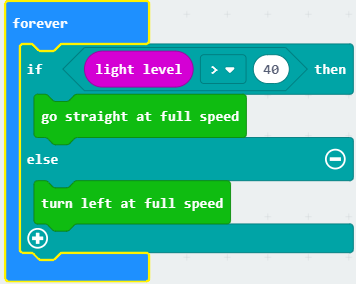 forever
if light level > 40 then
go straight at full speed
else
turn left at full speed